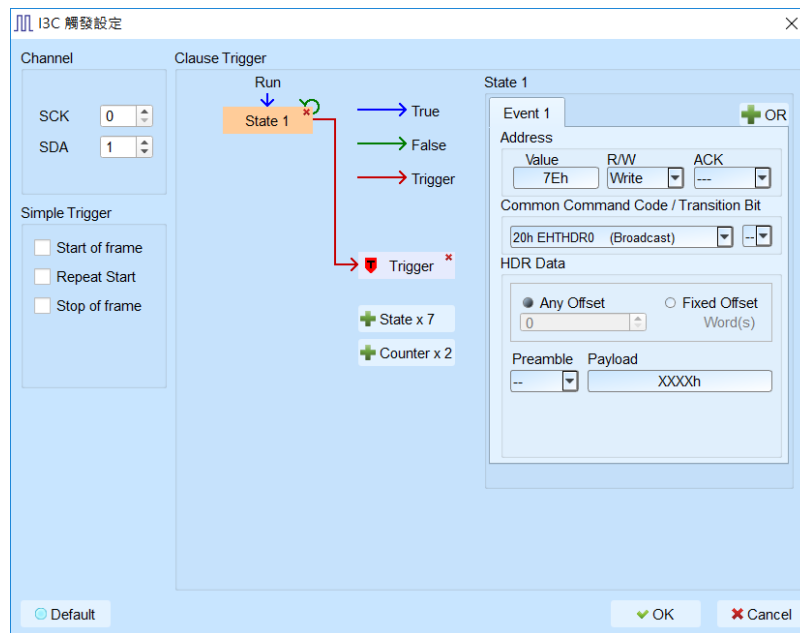 I3C 觸發設定
Channel
SCK 0
SDA 1
Simple Trigger
Start of frame
Repeat Start
Stop of frame
Clause Trigger
Run
State 1
True
False
Trigger
T Trigger
State x 7
Counter x 2
State 1
Event 1
OR
Address
Value R/W ACK
7Eh Write ---
Common Command Code / Transition Bit
20h EHTHDR0 (Broadcast) --
HDR Data
Any Offset Fixed Offset
0 Word(s)
Preamble Payload
-- XXXXh
Default OK Cancel